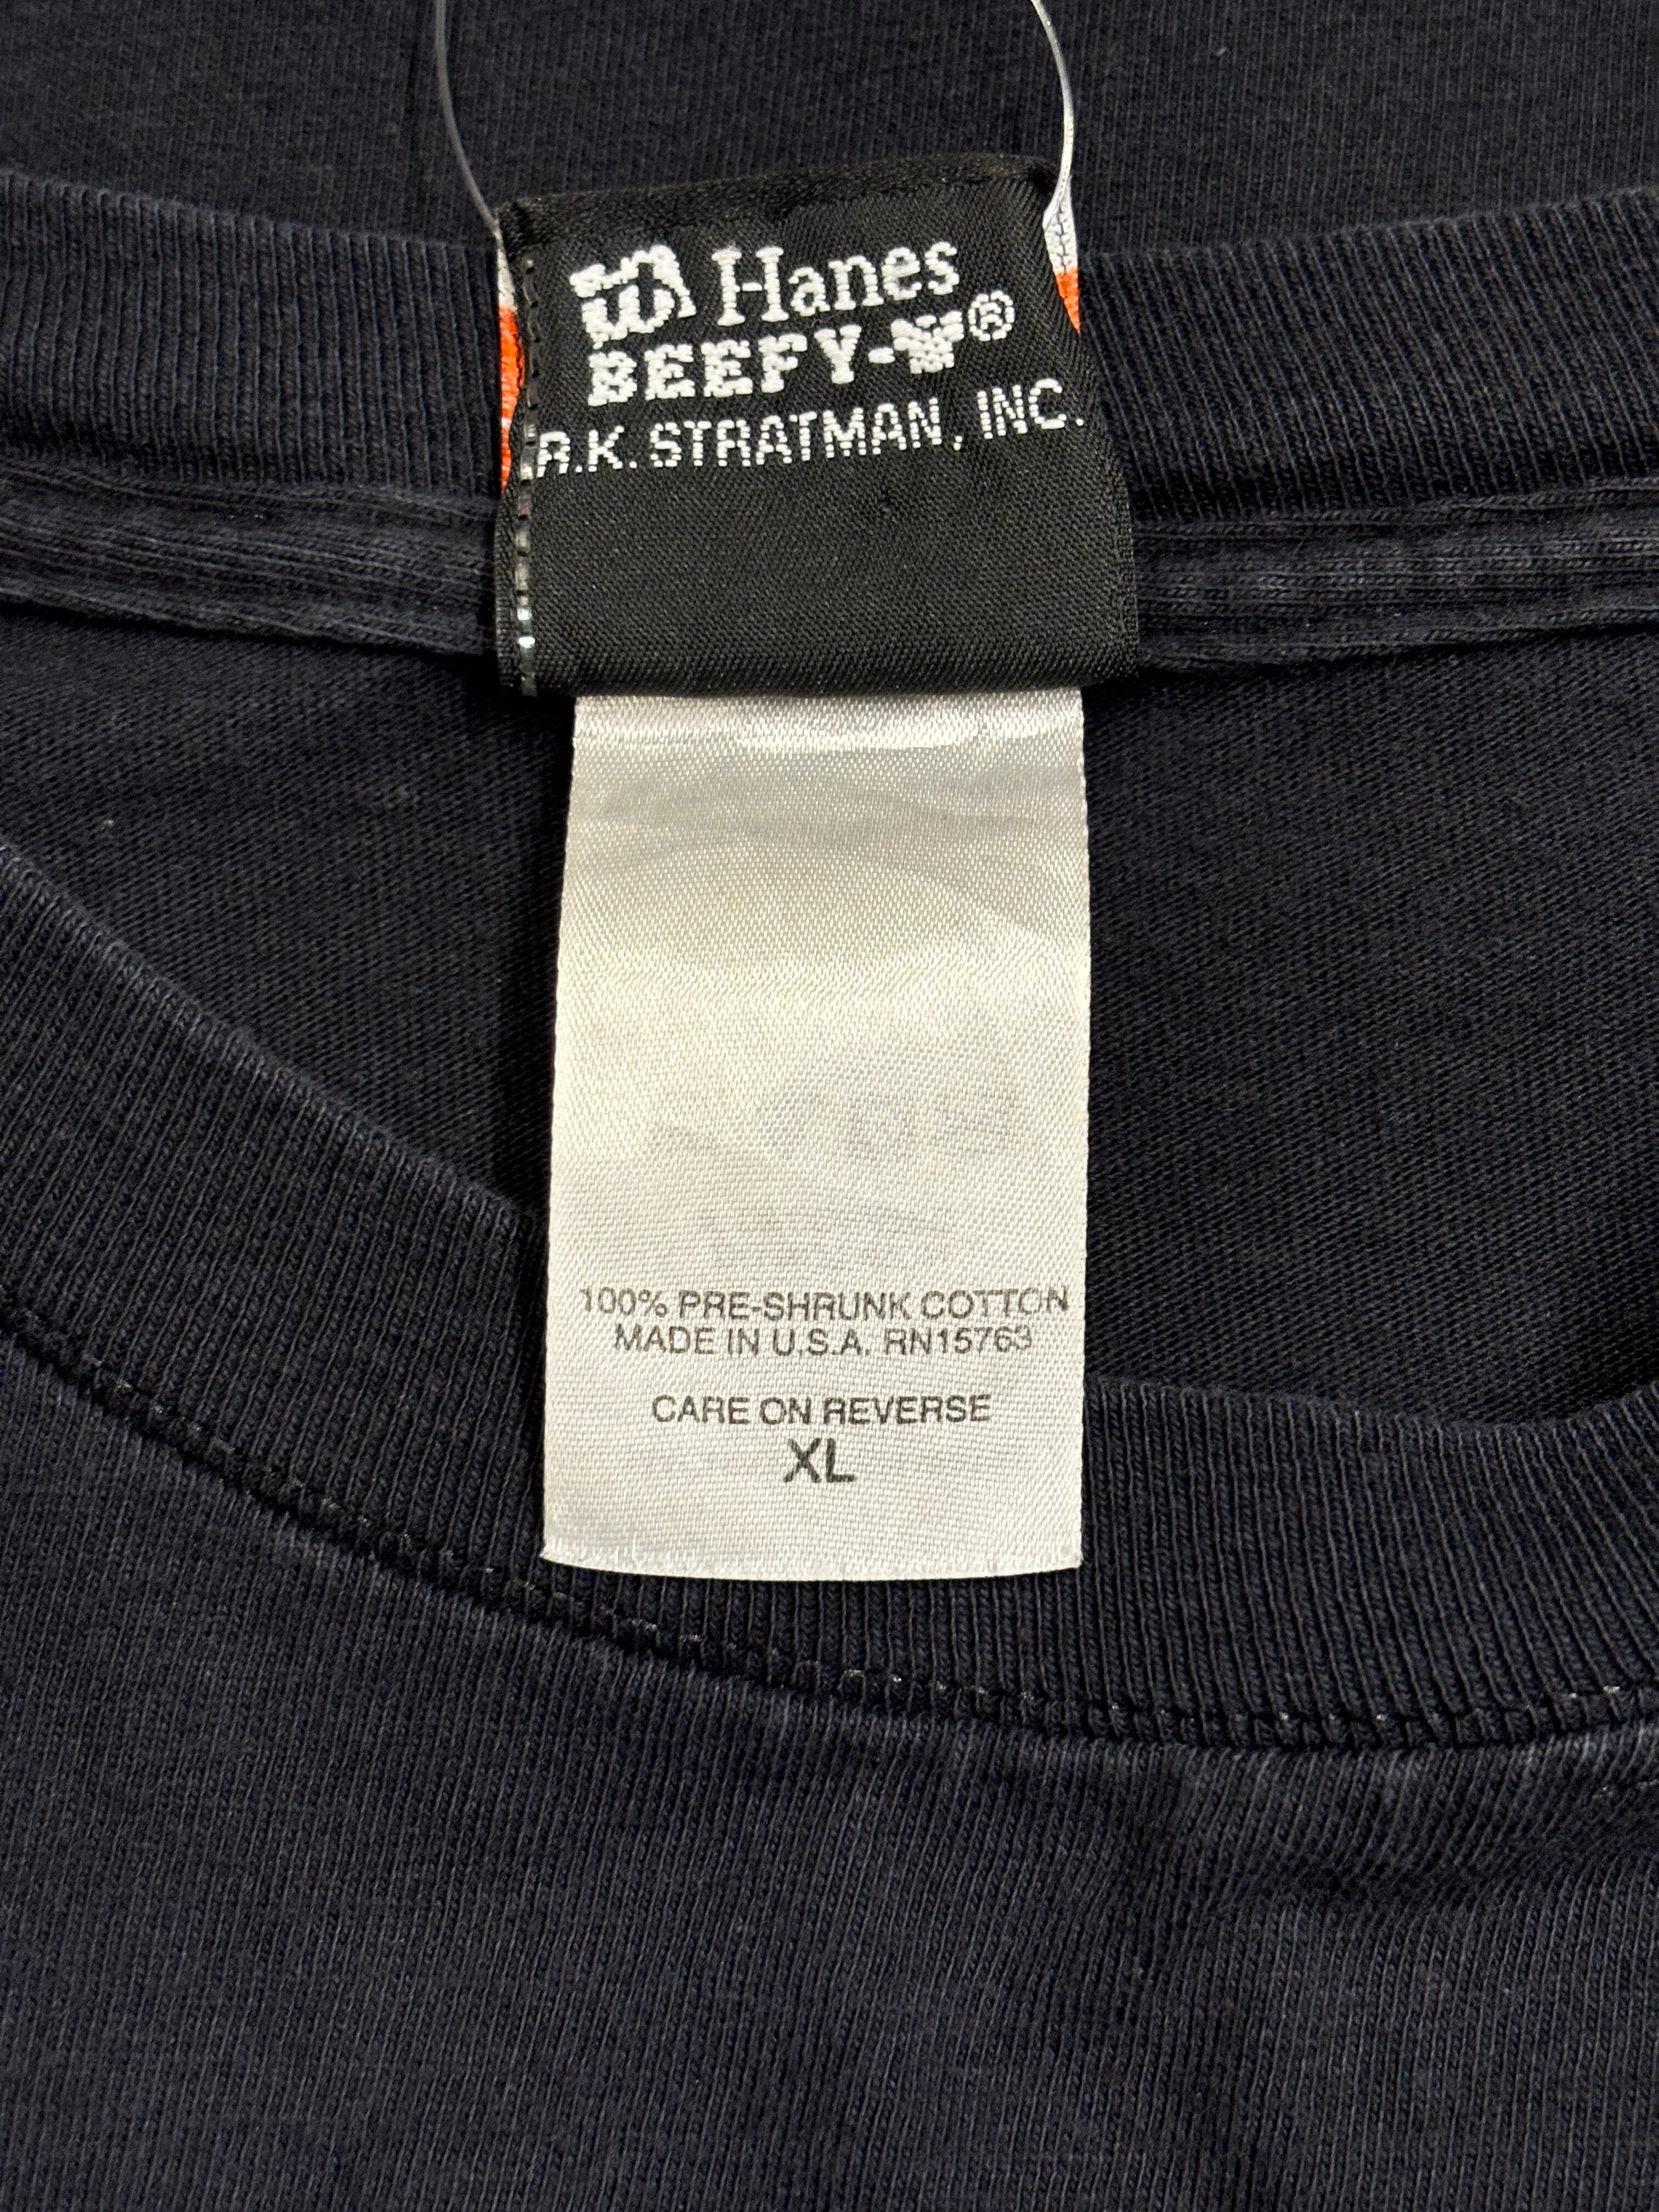 Hanes
BEEFY-T®
R.K. STRATMAN, INC.
100% PRE-SHRUNK COTTON
MADE IN U.S.A. RN15763
CARE ON REVERSE
XL